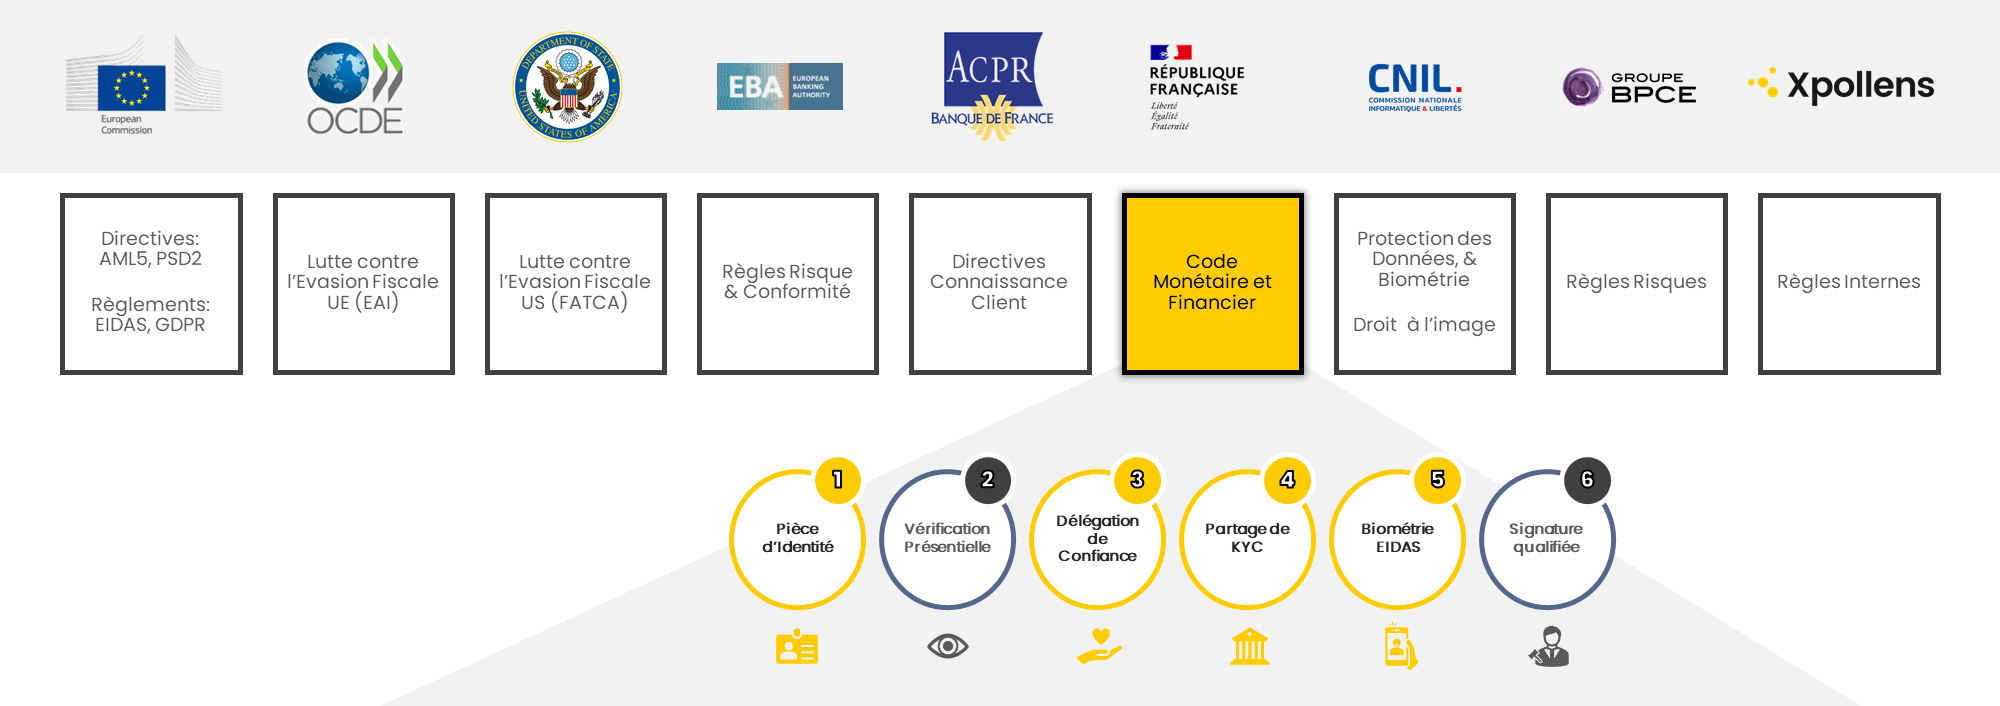 European
Commission
OCDE
DEPARTMENT OF STATE
UNITED STATES OF AMERICA
EBA
EUROPEAN
BANKING
AUTHORITY
ACPR
BANQUE DE FRANCE
RÉPUBLIQUE
FRANÇAISE
Liberté
Égalité
Fraternité
CNIL.
COMMISSION NATIONALE
INFORMATIQUE & LIBERTÉS
GROUPE
BPCE
Xpollens
Directives:
AML5, PSD2
Règlements:
EIDAS, GDPR
Lutte contre
l'Evasion Fiscale
UE (EAI)
Lutte contre
l'Evasion Fiscale
US (FATCA)
Règles Risque
& Conformité
Directives
Connaissance
Client
Code
Monétaire et
Financier
Protection des
Données, &
Biométrie
Droit à l'image
Règles Risques
Règles Internes
1
Pièce
d'Identité
2
Vérification
Présentielle
3
Délégation
de
Confiance
4
Partage de
KYC
5
Biométrie
EIDAS
6
Signature
qualifiée